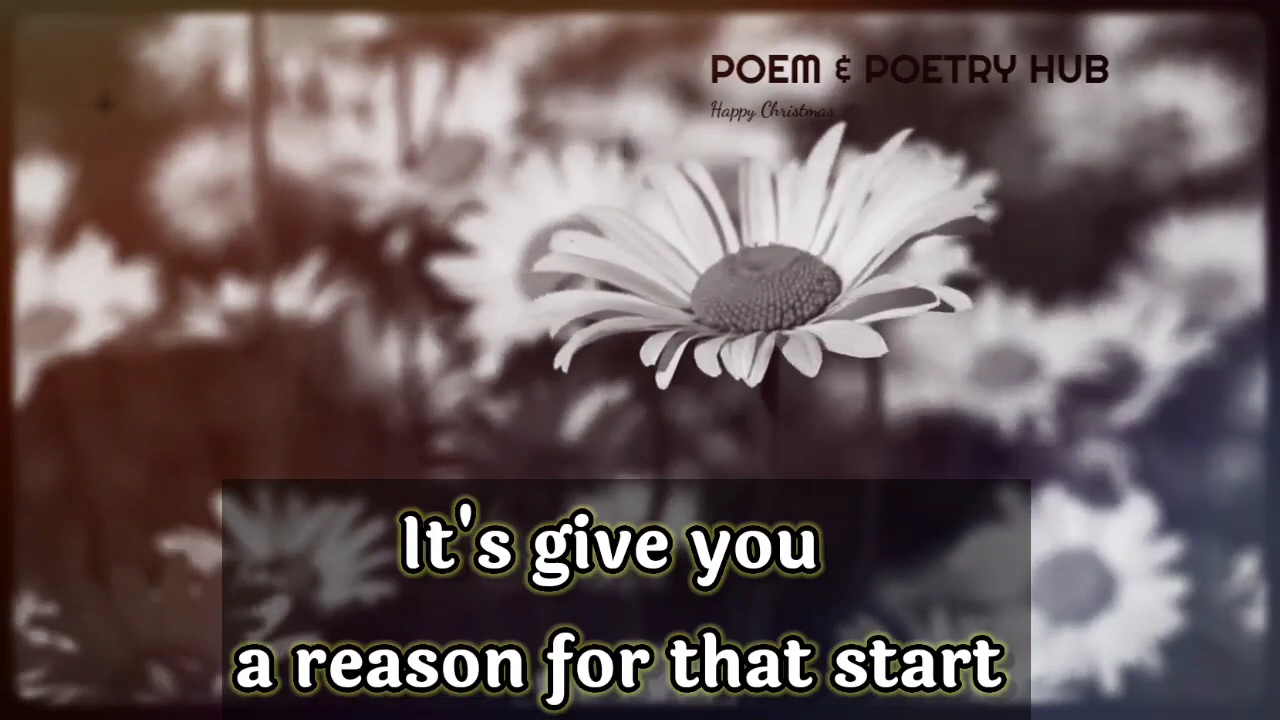 POEM & POETRY HUB
Happy Christmas
It's give you
a reason for that start